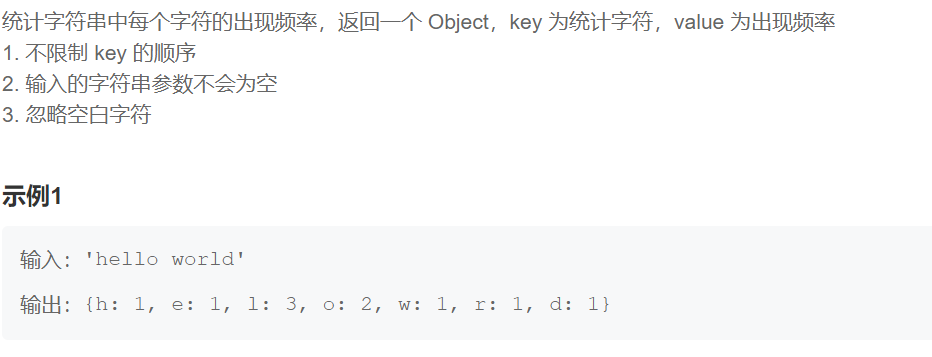 统计字符串中每个字符的出现频率，返回一个 Object，key 为统计字符，value 为出现频率
1. 不限制 key 的顺序
2. 输入的字符串参数不会为空
3. 忽略空白字符
示例1
输入: 'hello world'
输出: {h: 1, e: 1, l: 3, o: 2, w: 1, r: 1, d: 1}